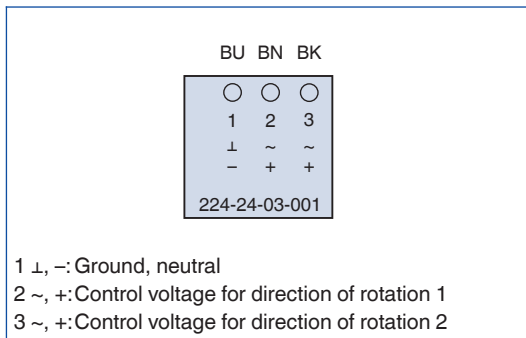 BU BN BK
1 2 3
⊥ ~ ~
– + +
224-24-03-001
1 ⊥, –: Ground, neutral
2 ~, +: Control voltage for direction of rotation 1
3 ~, +: Control voltage for direction of rotation 2